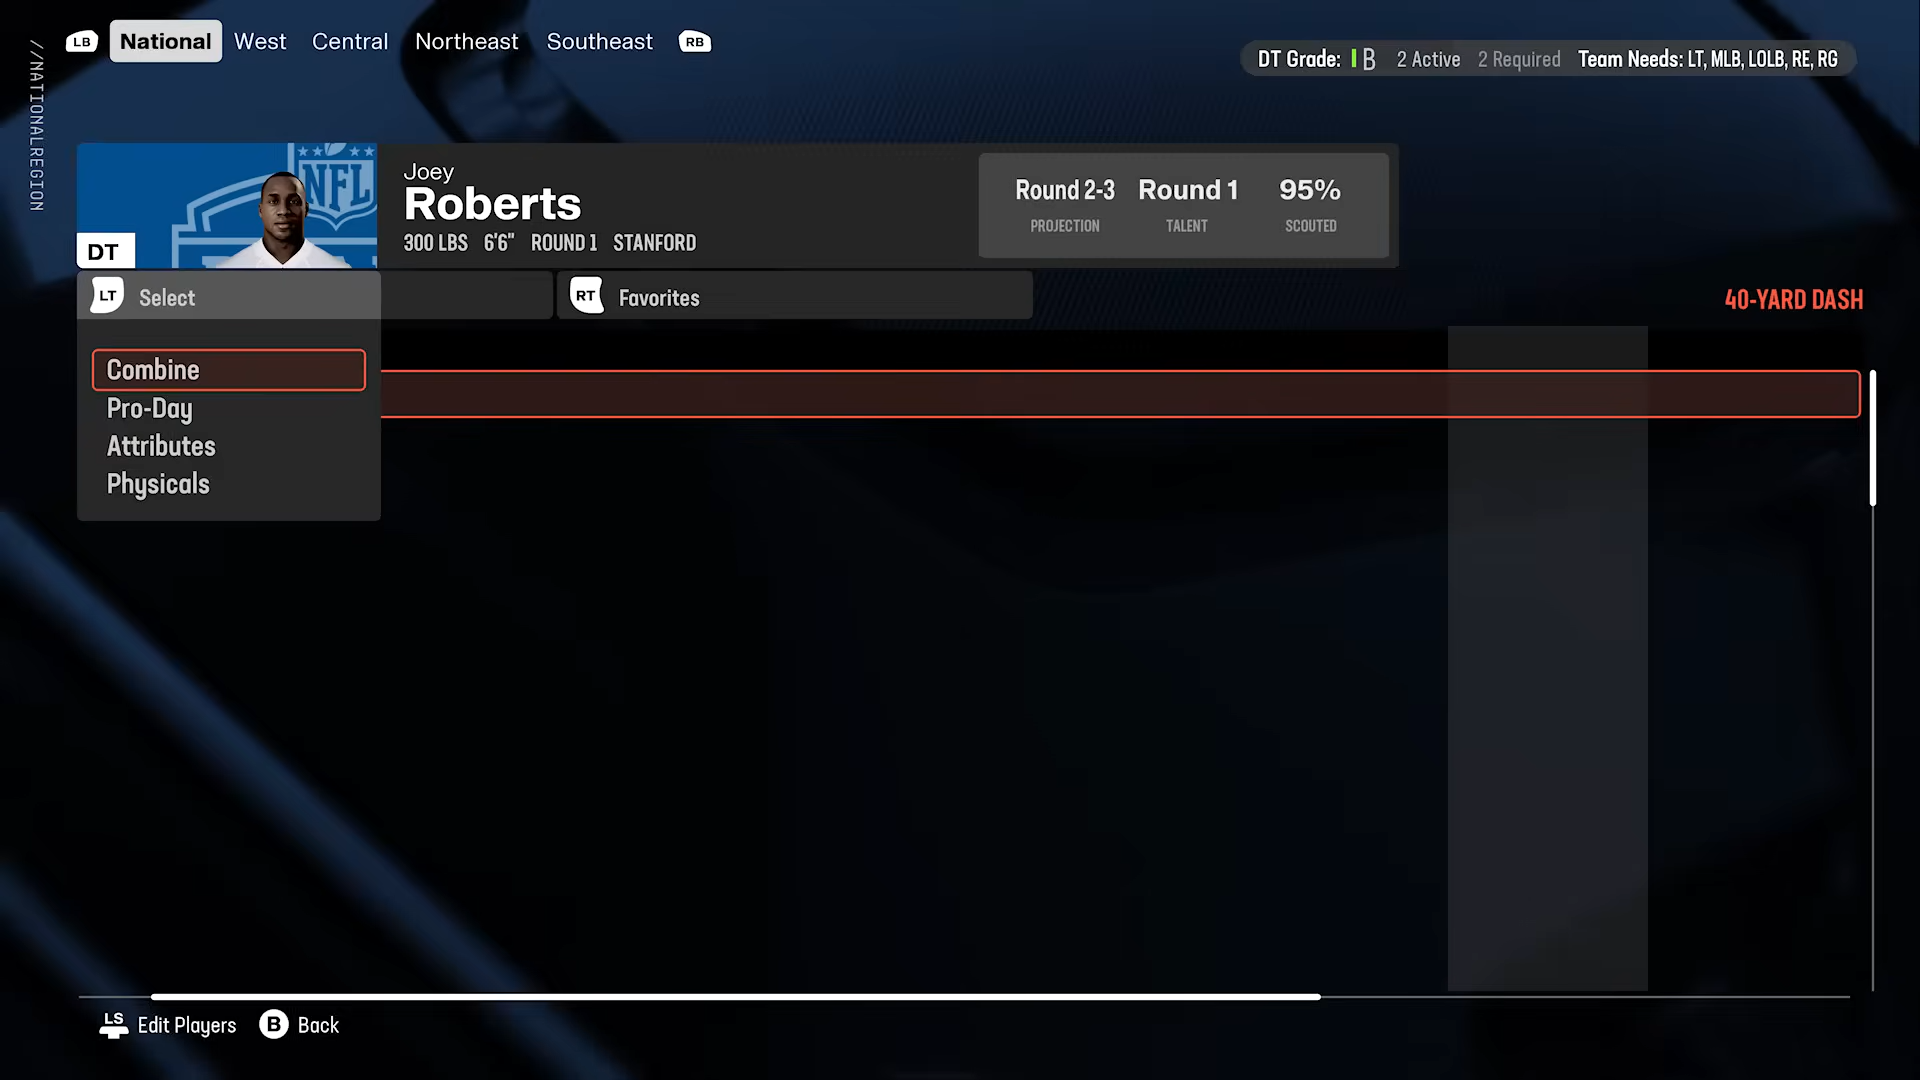 LB National West Central Northeast Southeast RB
//NATIONALREGION
DT Grade: B 2 Active 2 Required Team Needs: LT, MLB, LOLB, RE, RG
NFL
DT
Joey
Roberts
300 LBS 6'6" ROUND 1 STANFORD
Round 2-3 Round 1 95%
PROJECTION TALENT SCOUTED
LT Select
RT Favorites
40-YARD DASH
Combine
Pro-Day
Attributes
Physicals
LS Edit Players B Back